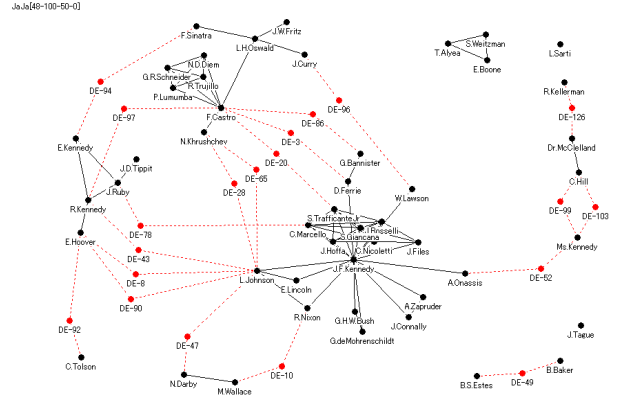 JaJa[48-100-50-0]
F.Sinatra
J.W.Fritz
L.H.Oswald
J.Curry
S.Weitzman
T.Alyea
E.Boone
L.Sarti
N.D.Diem
G.R.Schneider
R.Trujillo
P.Lumumba
DE-94
DE-97
F.Castro
DE-86
DE-96
R.Kellerman
DE-126
DE-3
N.Khrushchev
E.Kennedy
DE-20
G.Bannister
Dr.McClelland
J.D.Tippit
DE-65
DE-28
D.Ferrie
W.Lawson
C.Hill
J.Ruby
R.Kennedy
DE-99
DE-103
S.TrafficanteJr
DE-78
C.Marcello
S.Giancana
E.Hoover
DE-43
J.Hoffa
C.Nicoletti
J.Files
Ms.Kennedy
J.F.Kennedy
DE-8
L.Johnson
E.Lincoln
A.Onassis
DE-52
DE-90
A.Zapruder
R.Nixon
G.H.W.Bush
J.Connally
DE-92
DE-47
G.deMohrenschildt
J.Tague
C.Tolson
DE-10
N.Darby
M.Wallace
B.S.Estes
DE-49
B.Baker